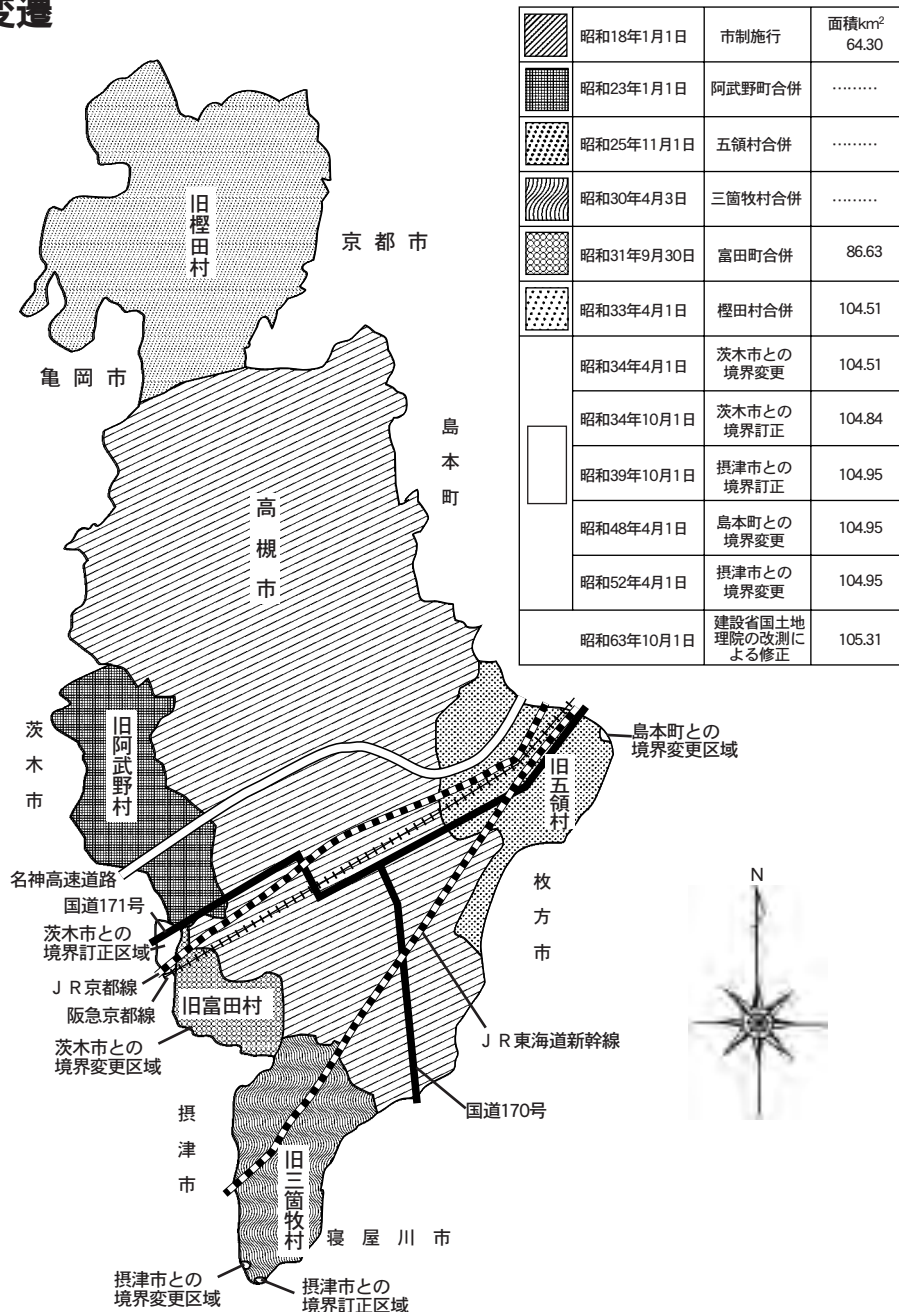 変遷
昭和18年1月1日 市制施行 面積km² 64.30
昭和23年1月1日 阿武野町合併 ………
昭和25年11月1日 五領村合併 ………
昭和30年4月3日 三箇牧村合併 ………
昭和31年9月30日 富田町合併 86.63
昭和33年4月1日 樫田村合併 104.51
昭和34年4月1日 茨木市との境界変更 104.51
昭和34年10月1日 茨木市との境界訂正 104.84
昭和39年10月1日 摂津市との境界訂正 104.95
昭和48年4月1日 島本町との境界変更 104.95
昭和52年4月1日 摂津市との境界変更 104.95
昭和63年10月1日 建設省国土地理院の改測による修正 105.31
旧樫田村
京都市
亀岡市
島本町
高槻市
茨木市
旧阿武野村
島本町との
境界変更区域
旧五領村
名神高速道路
国道171号
茨木市との
境界訂正区域
JR京都線
阪急京都線
旧富田村
茨木市との
境界変更区域
枚方市
N
JR東海道新幹線
国道170号
摂津市
旧三箇牧村
寝屋川市
摂津市との
境界変更区域
摂津市との
境界訂正区域